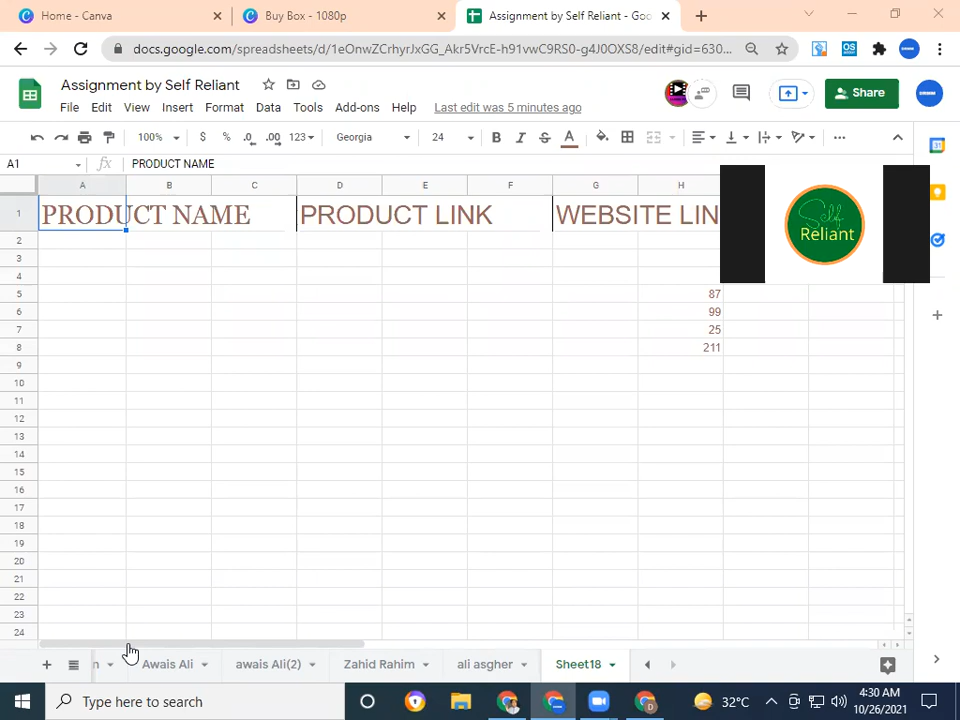 Home - Canva
Buy Box - 1080p
Assignment by Self Reliant - Goo
docs.google.com/spreadsheets/d/1eOnwZCrhyrJxGG_Akr5VrcE-h91vwC9RS0-g4J0OXS8/edit#gid=630...
Assignment by Self Reliant
File Edit View Insert Format Data Tools Add-ons Help Last edit was 5 minutes ago
Share
100% $ % .0 .00 123 Georgia 24 B I S A
A1 fx PRODUCT NAME
A B C D E F G H
1 PRODUCT NAME PRODUCT LINK WEBSITE LIN
Self
Reliant
2
3
4
5 87
6 99
7 25
8 211
9
10
11
12
13
14
15
16
17
18
19
20
21
22
23
24
n Awais Ali awais Ali(2) Zahid Rahim ali asgher Sheet18
Type here to search
32°C
4:30 AM
10/26/2021